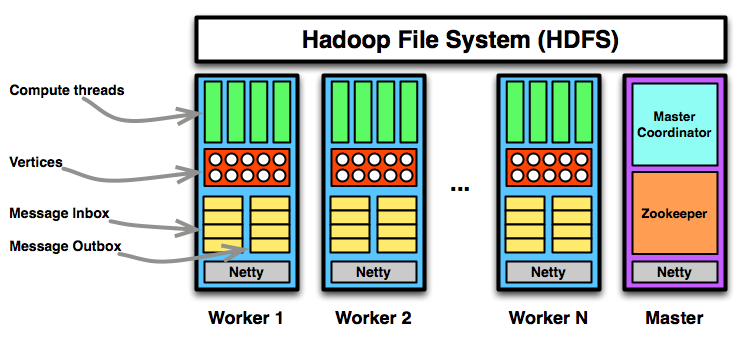 Hadoop File System (HDFS)
Compute threads
Vertices
Message Inbox
Message Outbox
...
Master
Coordinator
Zookeeper
Netty
Netty
Netty
Netty
Worker 1
Worker 2
Worker N
Master